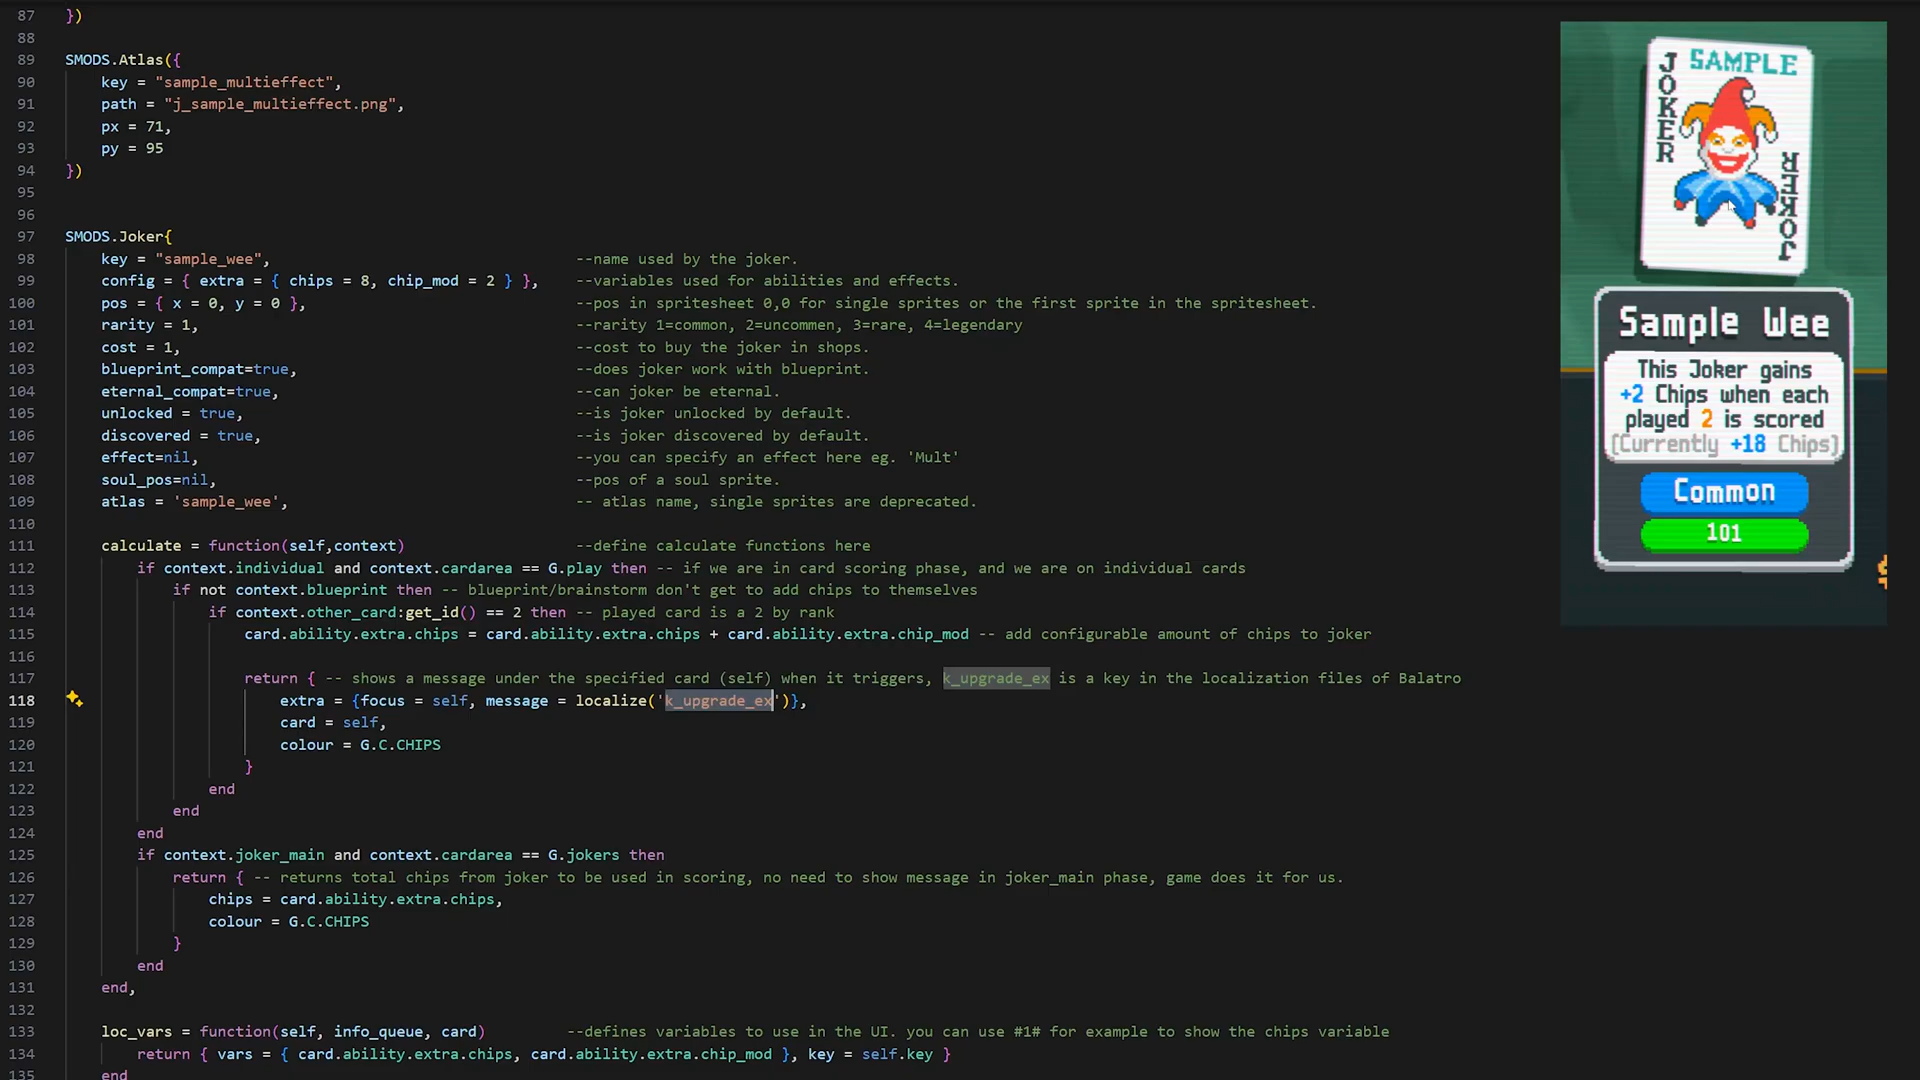 87 })
88
89 SMODS.Atlas({
90 key = "sample_multieffect",
91 path = "j_sample_multieffect.png",
92 px = 71,
93 py = 95
94 })
95
96
97 SMODS.Joker{
98 key = "sample_wee", --name used by the joker.
99 config = { extra = { chips = 8, chip_mod = 2 } }, --variables used for abilities and effects.
100 pos = { x = 0, y = 0 }, --pos in spritesheet 0,0 for single sprites or the first sprite in the spritesheet.
101 rarity = 1, --rarity 1=common, 2=uncommen, 3=rare, 4=legendary
102 cost = 1, --cost to buy the joker in shops.
103 blueprint_compat=true, --does joker work with blueprint.
104 eternal_compat=true, --can joker be eternal.
105 unlocked = true, --is joker unlocked by default.
106 discovered = true, --is joker discovered by default.
107 effect=nil, --you can specify an effect here eg. 'Mult'
108 soul_pos=nil, --pos of a soul sprite.
109 atlas = 'sample_wee', -- atlas name, single sprites are deprecated.
110
111 calculate = function(self,context) --define calculate functions here
112 if context.individual and context.cardarea == G.play then -- if we are in card scoring phase, and we are on individual cards
113 if not context.blueprint then -- blueprint/brainstorm don't get to add chips to themselves
114 if context.other_card:get_id() == 2 then -- played card is a 2 by rank
115 card.ability.extra.chips = card.ability.extra.chips + card.ability.extra.chip_mod -- add configurable amount of chips to joker
116
117 return { -- shows a message under the specified card (self) when it triggers, k_upgrade_ex is a key in the localization files of Balatro
118 extra = {focus = self, message = localize('k_upgrade_ex')},
119 card = self,
120 colour = G.C.CHIPS
121 }
122 end
123 end
124 end
125 if context.joker_main and context.cardarea == G.jokers then
126 return { -- returns total chips from joker to be used in scoring, no need to show message in joker_main phase, game does it for us.
127 chips = card.ability.extra.chips,
128 colour = G.C.CHIPS
129 }
130 end
131 end,
132
133 loc_vars = function(self, info_queue, card) --defines variables to use in the UI. you can use #1# for example to show the chips variable
134 return { vars = { card.ability.extra.chips, card.ability.extra.chip_mod }, key = self.key }
135 end
SAMPLE
JOKER
JOKER
Sample Wee
This Joker gains
+2 Chips when each
played 2 is scored
(Currently +18 Chips)
Common
101
$